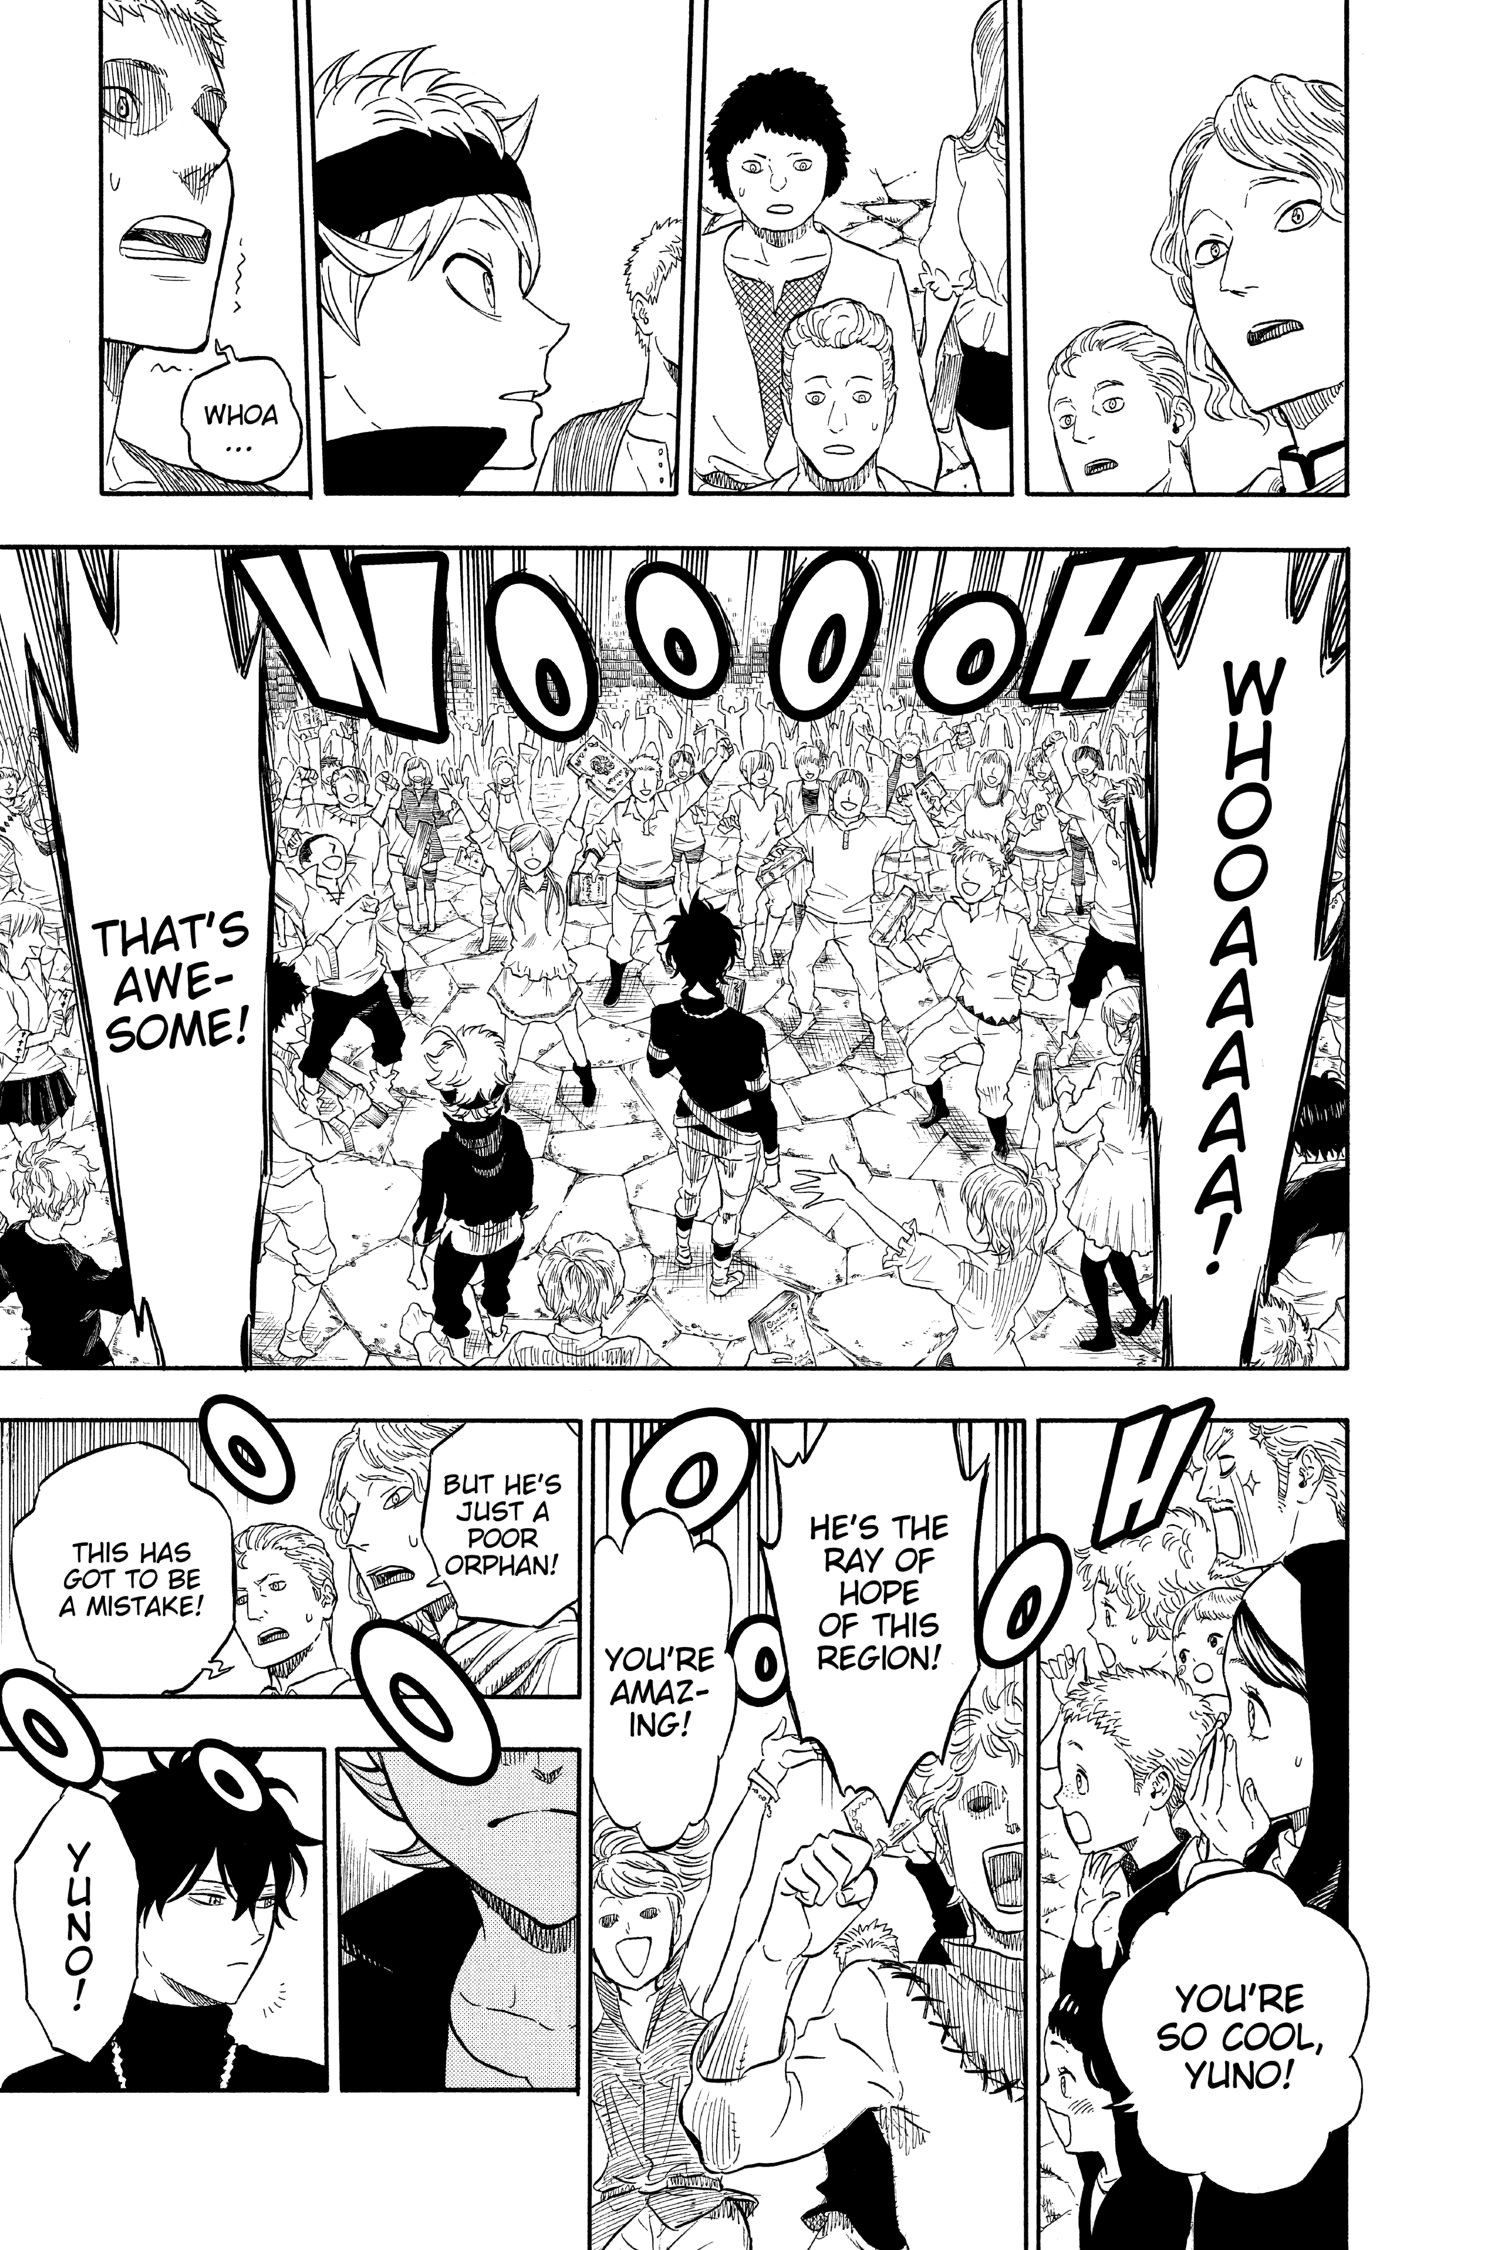 WHOA
...
WOOOOH
WHOOAAAAA!
THAT'S
AWE-
SOME!
H
O
O
O
O
O
O
O
YOU'RE
SO COOL,
YUNO!
HE'S THE
RAY OF
HOPE
OF THIS
REGION!
YOU'RE
AMAZ-
ING!
BUT HE'S
JUST A
POOR
ORPHAN!
THIS HAS
GOT TO BE
A MISTAKE!
YUNO!